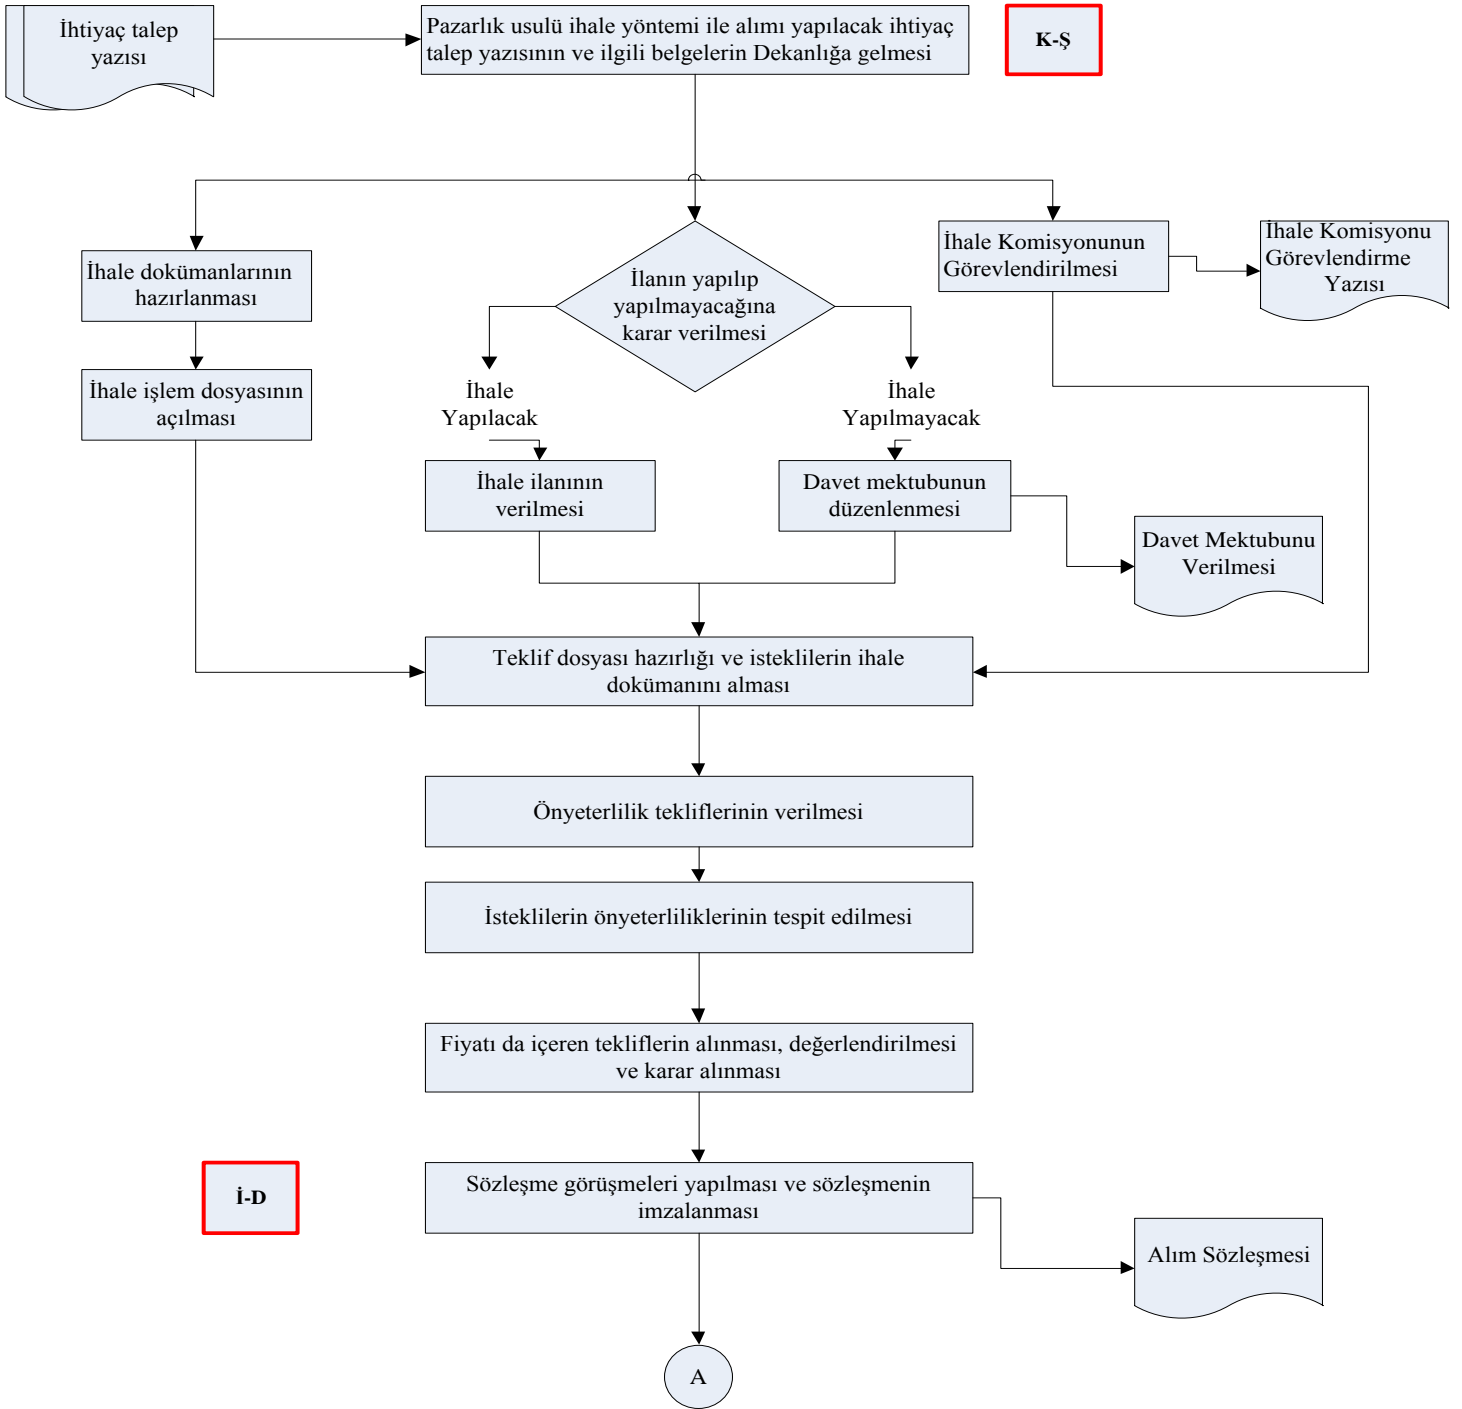 İhtiyaç talep
yazısı
Pazarlık usulü ihale yöntemi ile alımı yapılacak ihtiyaç
talep yazısının ve ilgili belgelerin Dekanlığa gelmesi
K-Ş
İhale dokümanlarının
hazırlanması
İlanın yapılıp
yapılmayacağına
karar verilmesi
İhale Komisyonunun
Görevlendirilmesi
İhale Komisyonu
Görevlendirme
Yazısı
İhale işlem dosyasının
açılması
İhale
Yapılacak
İhale
Yapılmayacak
İhale ilanının
verilmesi
Davet mektubunun
düzenlenmesi
Davet Mektubunu
Verilmesi
Teklif dosyası hazırlığı ve isteklilerin ihale
dokümanını alması
Önyeterlilik tekliflerinin verilmesi
İsteklilerin önyeterliliklerinin tespit edilmesi
Fiyatı da içeren tekliflerin alınması, değerlendirilmesi
ve karar alınması
İ-D
Sözleşme görüşmeleri yapılması ve sözleşmenin
imzalanması
Alım Sözleşmesi
A